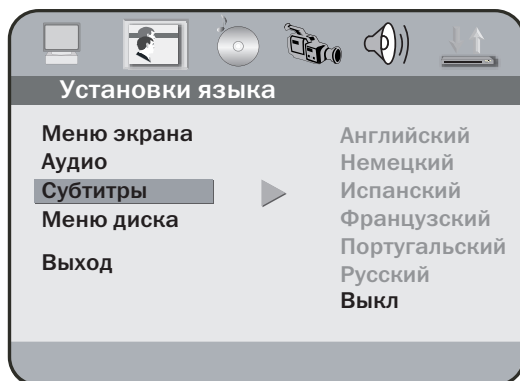 Установки языка
Меню экрана
Аудио
Субтитры
Меню диска
Выход
Английский
Немецкий
Испанский
Французский
Португальский
Русский
Выкл